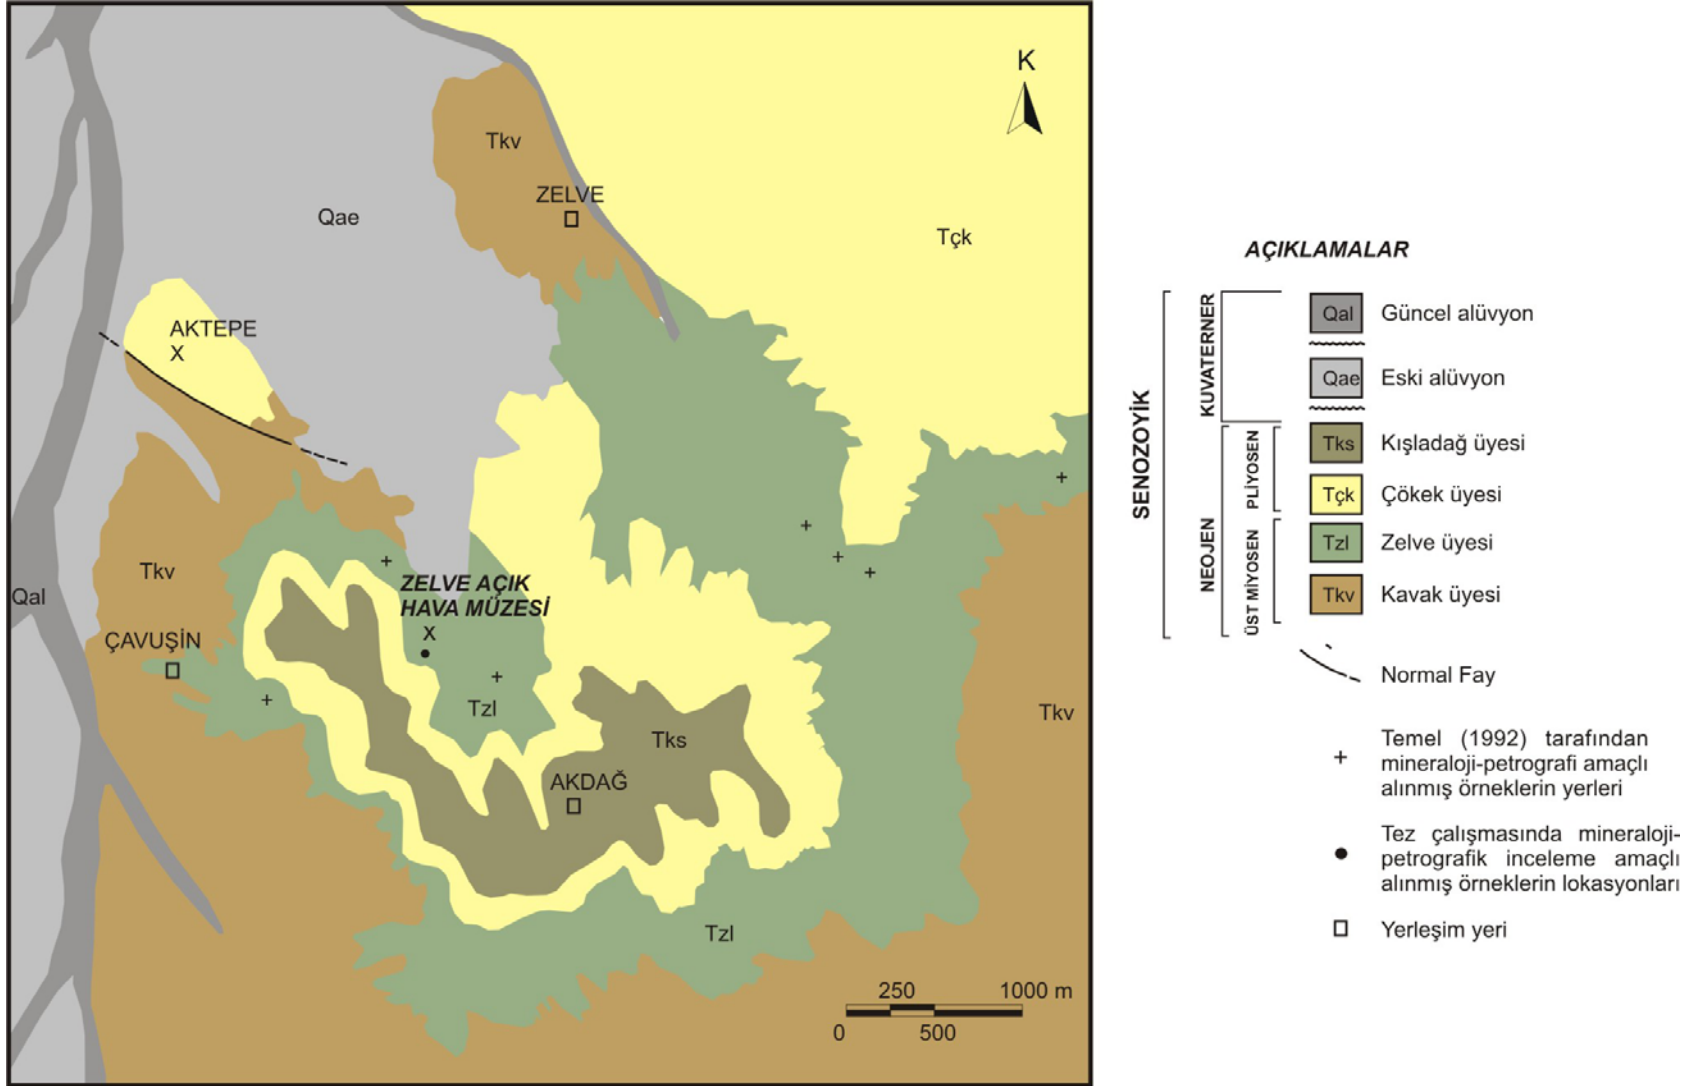 K
Tkv
ZELVE
Qae
Tçk
AKTEPE
X
Tkv
Qal
ZELVE AÇIK
HAVA MÜZESİ
X
ÇAVUŞİN
Tzl
Tks
Tkv
AKDAĞ
Tzl
250 1000 m
0 500
AÇIKLAMALAR
SENOZOYİK
KUVATERNER
NEOJEN
PLİYOSEN
ÜST MİYOSEN
Qal Güncel alüvyon
Qae Eski alüvyon
Tks Kışladağ üyesi
Tçk Çökek üyesi
Tzl Zelve üyesi
Tkv Kavak üyesi
Normal Fay
+ Temel (1992) tarafından
mineraloji-petrografi amaçlı
alınmış örneklerin yerleri
Tez çalışmasında mineraloji-
petrografik inceleme amaçlı
alınmış örneklerin lokasyonları
Yerleşim yeri